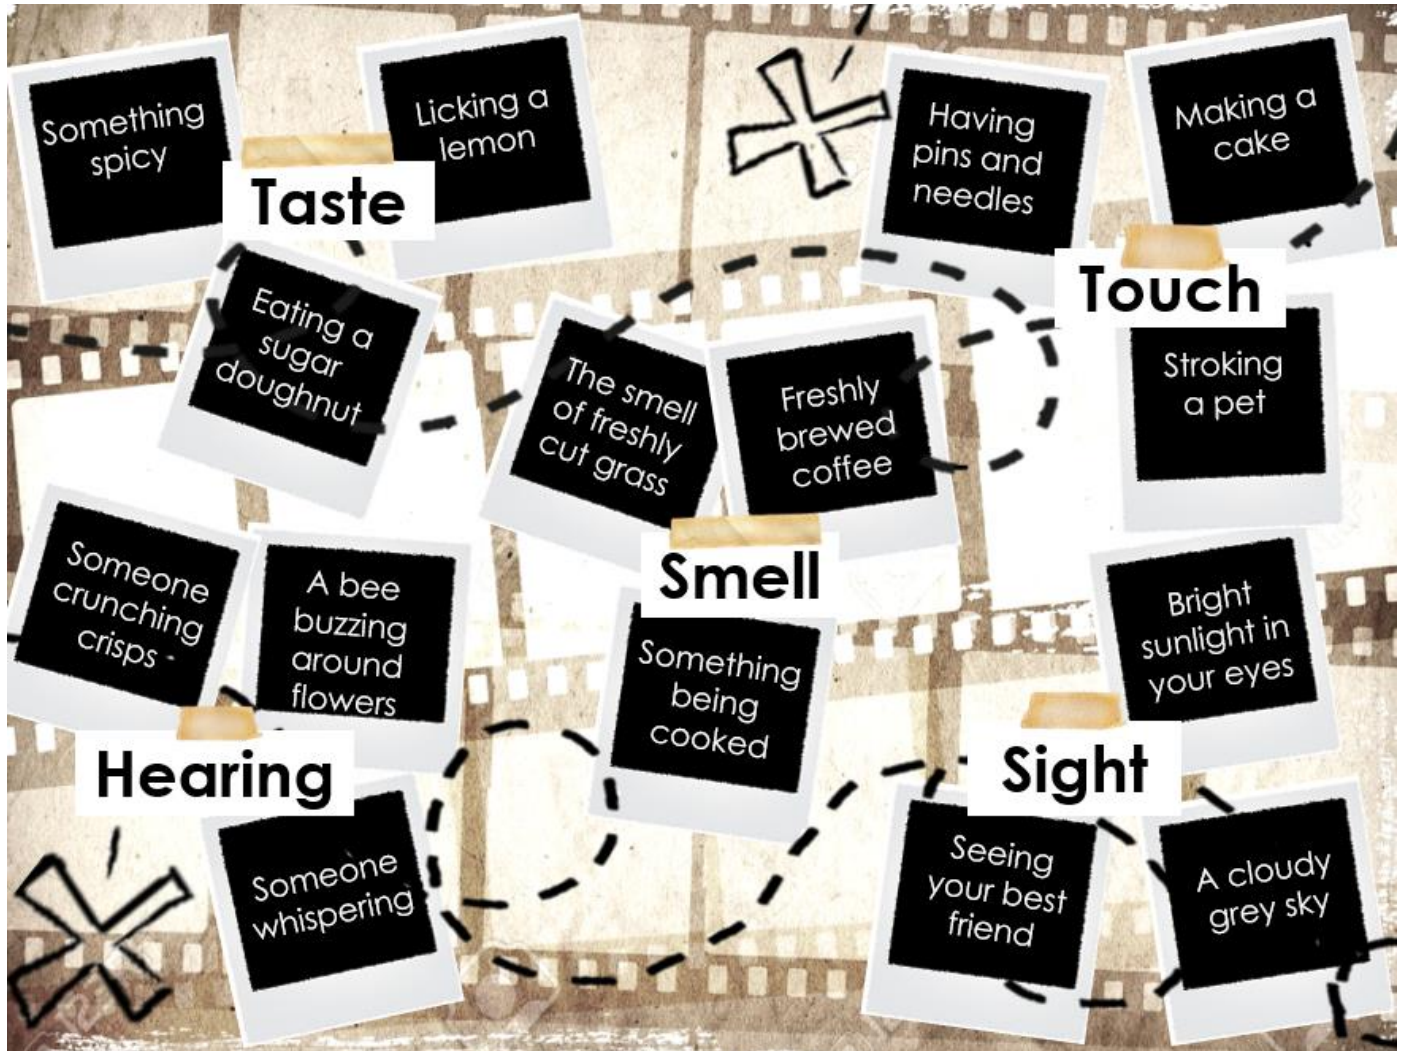 Something
spicy
Licking a
lemon
Taste
Eating a
sugar
doughnut
Having
pins and
needles
Making a
cake
Touch
Stroking
a pet
The smell
of freshly
cut grass
Freshly
brewed
coffee
Smell
Something
being
cooked
Someone
crunching
crisps
A bee
buzzing
around
flowers
Hearing
Someone
whispering
Bright
sunlight in
your eyes
Sight
Seeing
your best
friend
A cloudy
grey sky